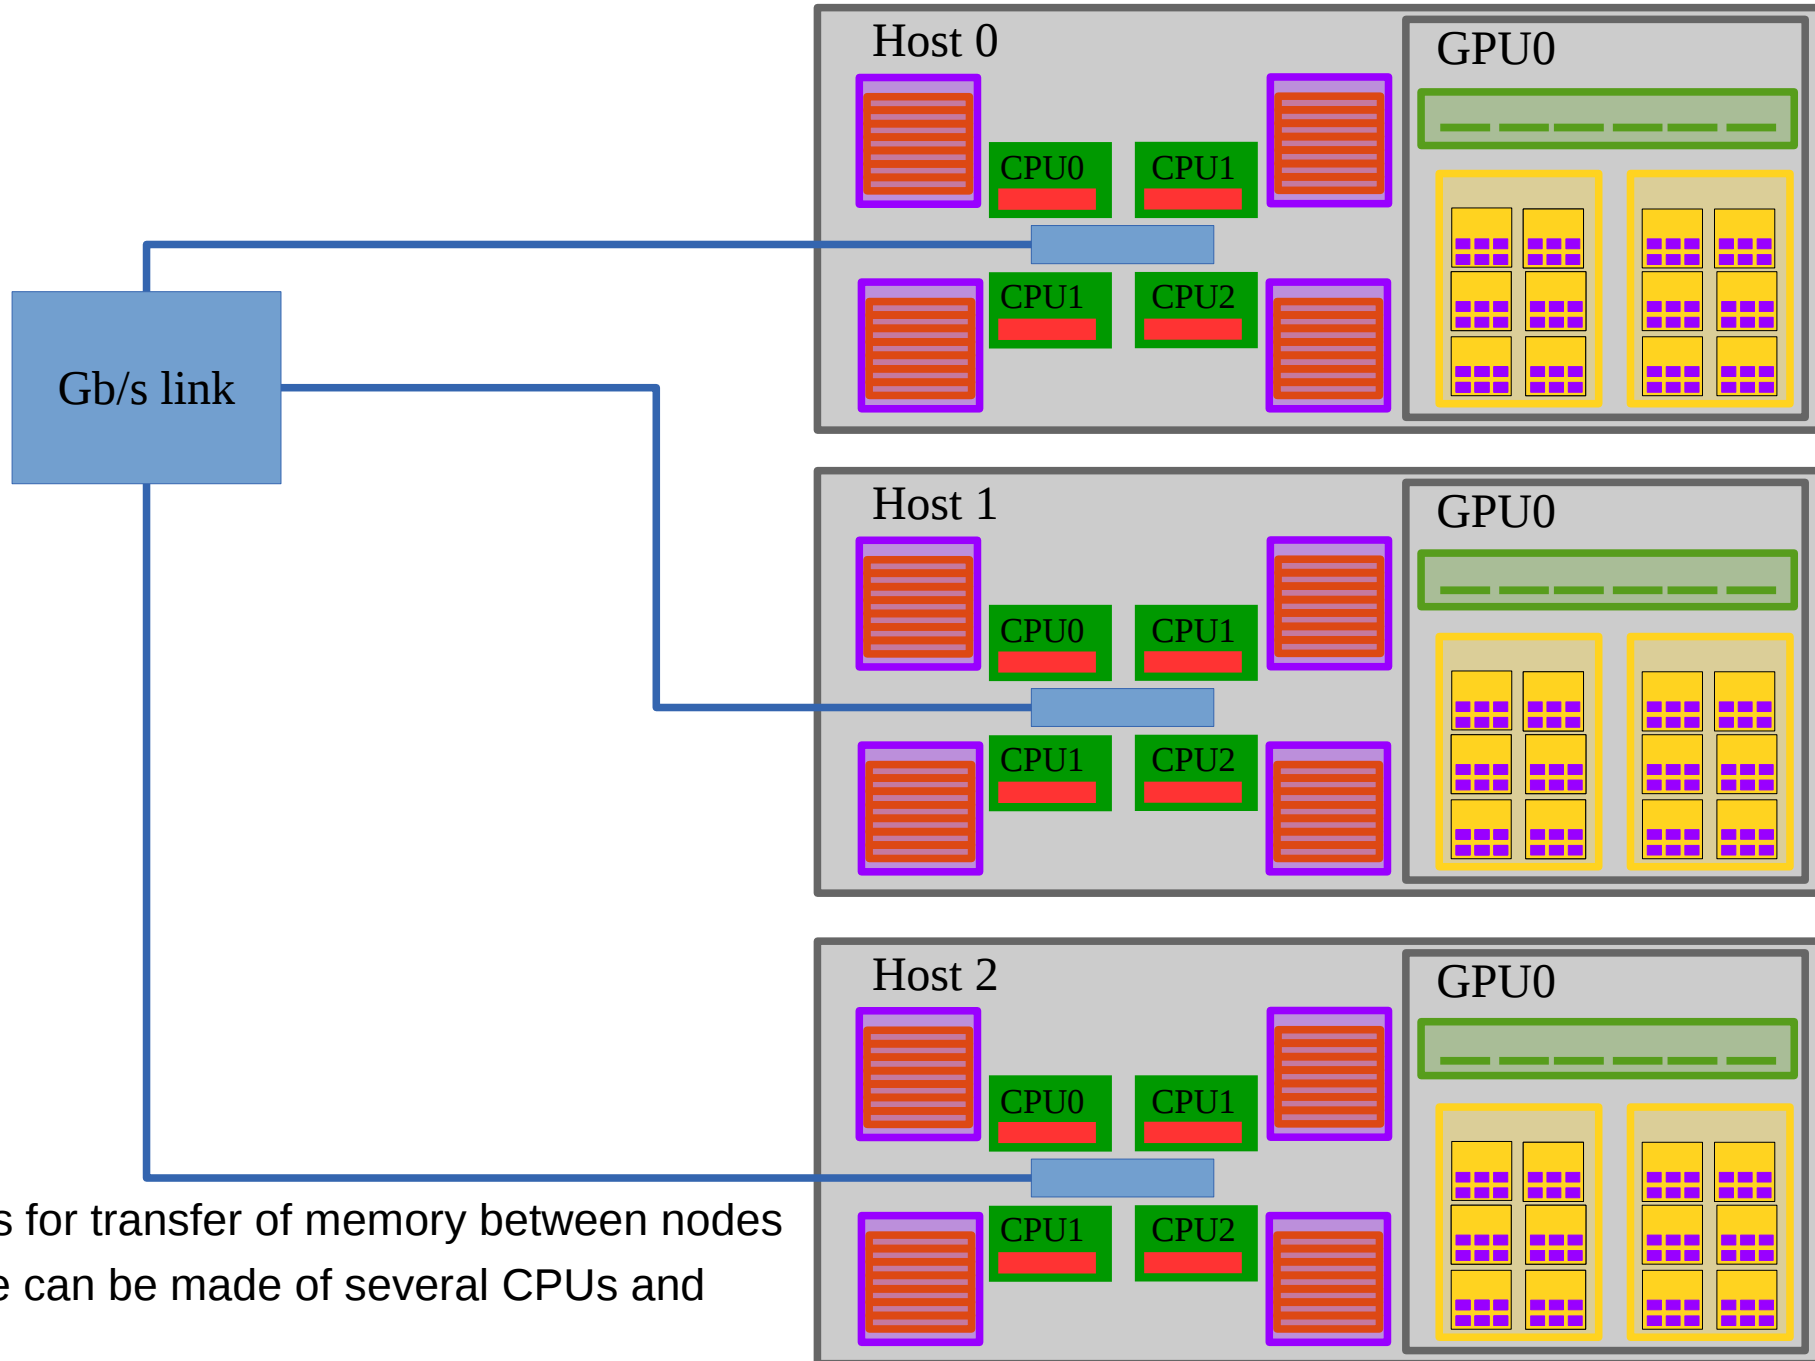 Host 0
GPU0
CPU0 CPU1
CPU1 CPU2
Gb/s link
Host 1
GPU0
CPU0 CPU1
CPU1 CPU2
Host 2
GPU0
CPU0 CPU1
CPU1 CPU2
for transfer of memory between nodes
can be made of several CPUs and